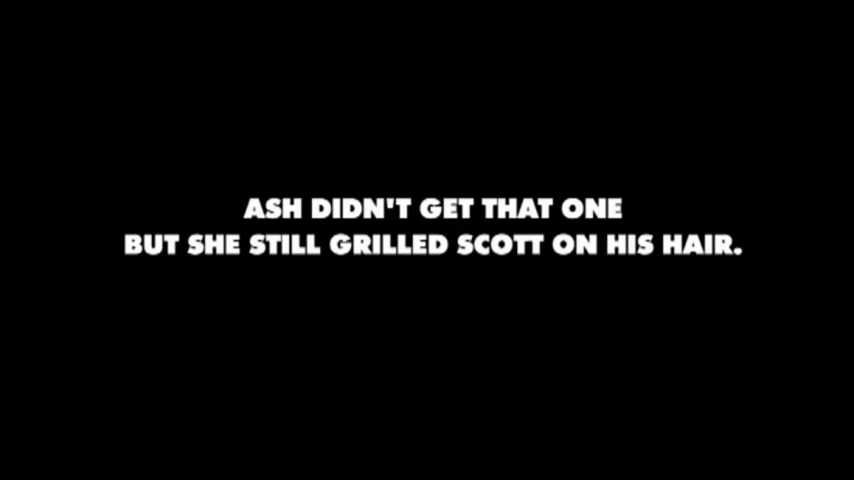 ASH DIDN'T GET THAT ONE
BUT SHE STILL GRILLED SCOTT ON HIS HAIR.